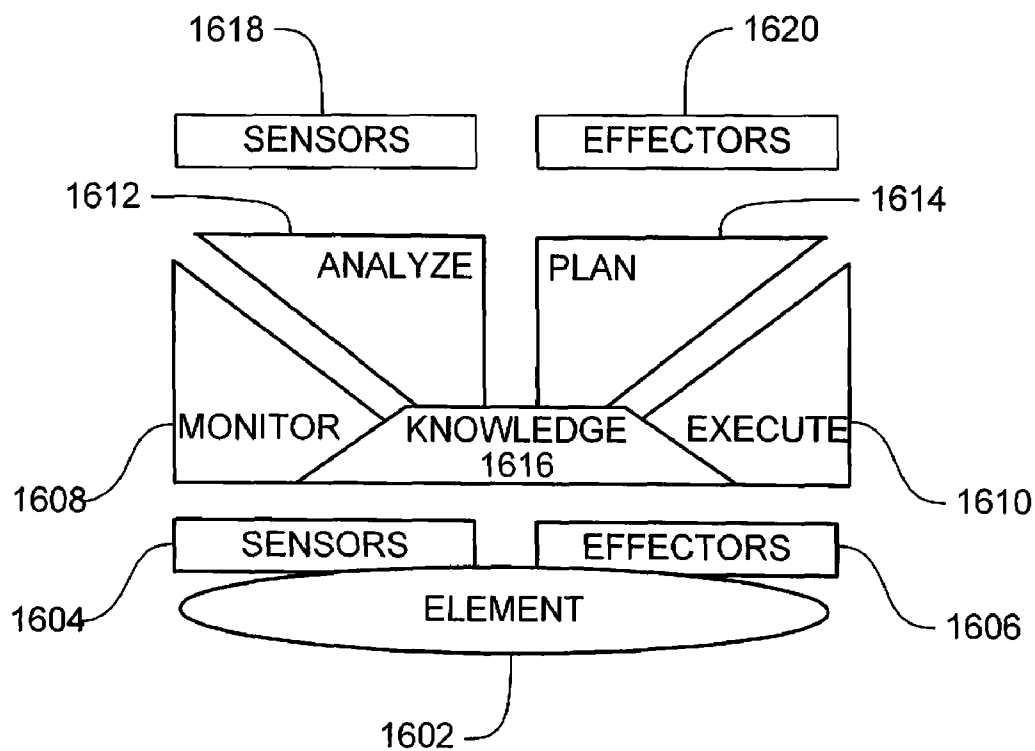 1618
1620
SENSORS
EFFECTORS
1612
1614
ANALYZE
PLAN
MONITOR
KNOWLEDGE
1616
EXECUTE
1608
1610
SENSORS
EFFECTORS
1604
ELEMENT
1606
1602